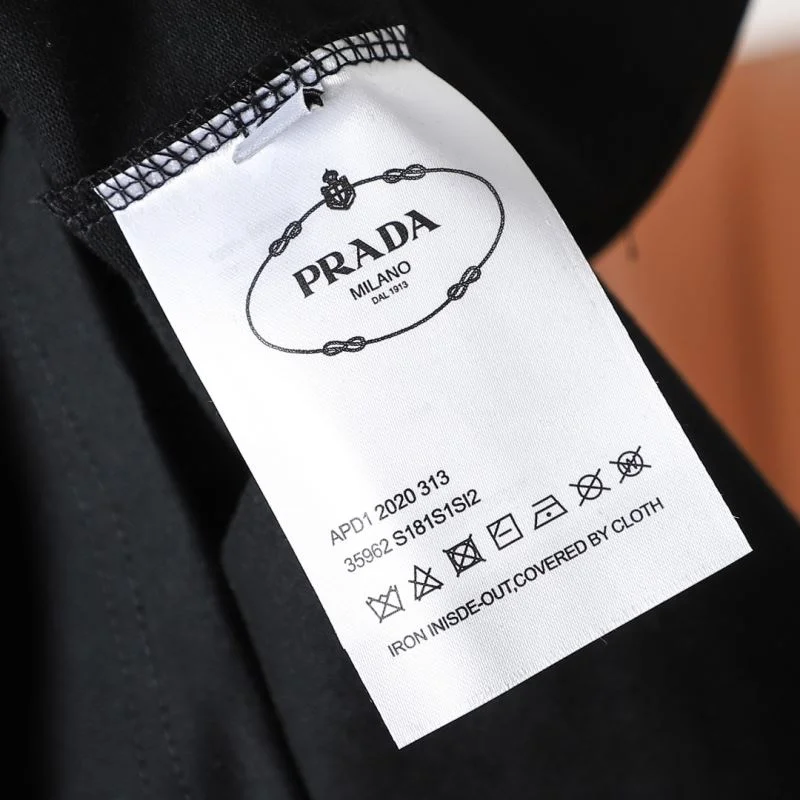 PRADA
MILANO
DAL 1913
APD1 2020 313
35962 S181S1SI2
IRON INISDE-OUT,COVERED BY CLOTH